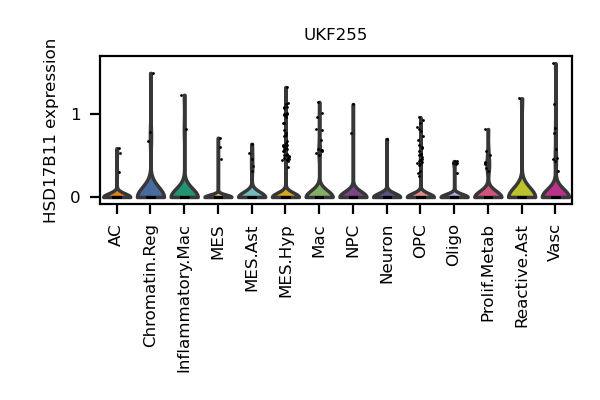 UKF255
HSD17B11 expression
1
0
AC
Chromatin.Reg
Inflammatory.Mac
MES
MES.Ast
MES.Hyp
Mac
NPC
Neuron
OPC
Oligo
Prolif.Metab
Reactive.Ast
Vasc